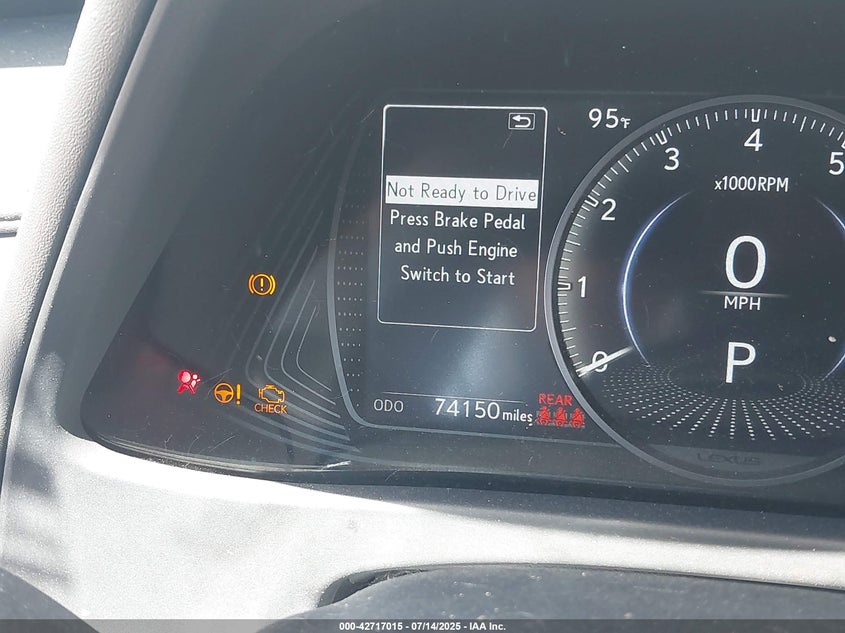 95°F
Not Ready to Drive
Press Brake Pedal
and Push Engine
Switch to Start
0
1
2
3
4
5
x1000RPM
0
MPH
P
CHECK
ODO 74150 miles
REAR
LEXUS
000-42717015 - 07/14/2025 - IAA Inc.